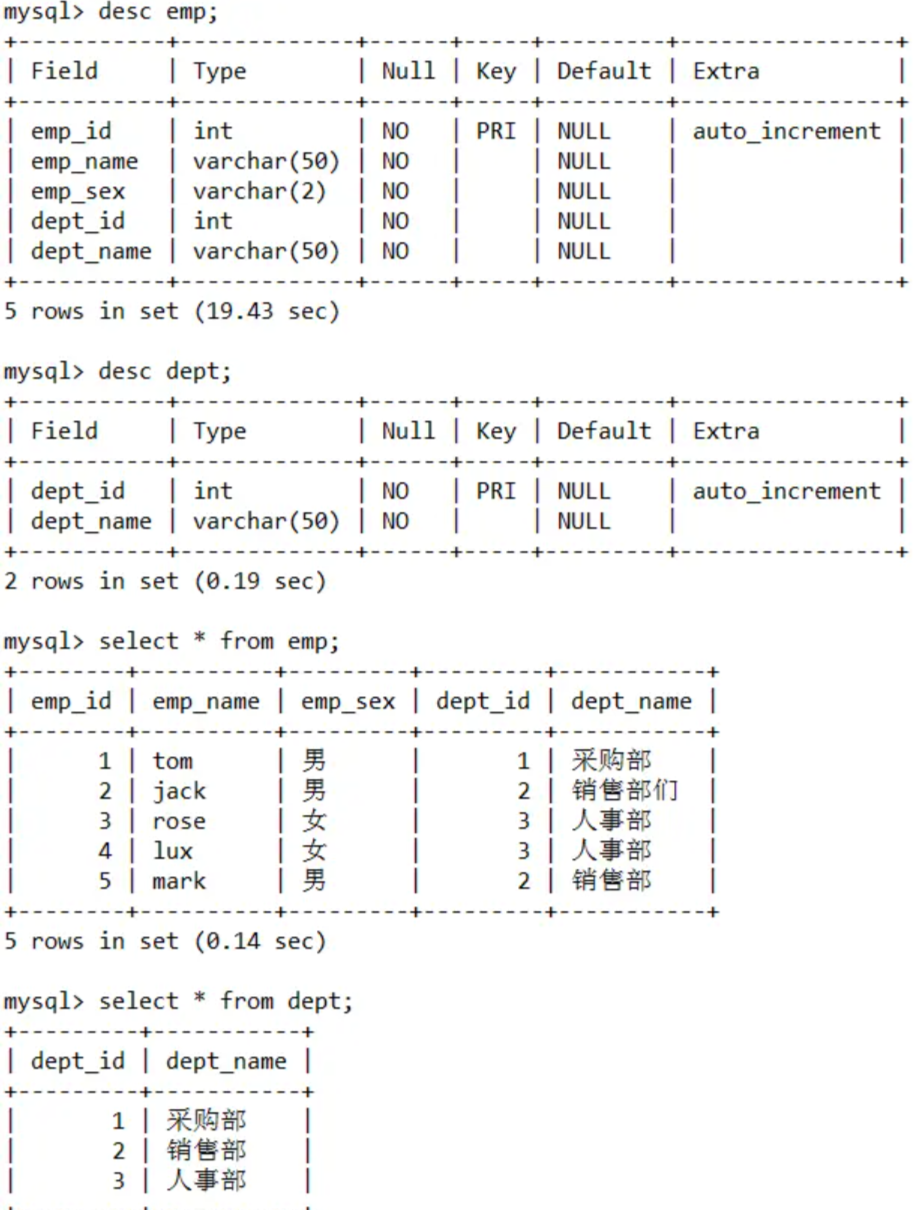 mysql> desc emp;
+-----------+-------------+------+-----+---------+----------------+
| Field     | Type        | Null | Key | Default | Extra          |
+-----------+-------------+------+-----+---------+----------------+
| emp_id    | int         | NO   | PRI | NULL    | auto_increment |
| emp_name  | varchar(50) | NO   |     | NULL    |                |
| emp_sex   | varchar(2)  | NO   |     | NULL    |                |
| dept_id   | int         | NO   |     | NULL    |                |
| dept_name | varchar(50) | NO   |     | NULL    |                |
+-----------+-------------+------+-----+---------+----------------+
5 rows in set (19.43 sec)

mysql> desc dept;
+-----------+-------------+------+-----+---------+----------------+
| Field     | Type        | Null | Key | Default | Extra          |
+-----------+-------------+------+-----+---------+----------------+
| dept_id   | int         | NO   | PRI | NULL    | auto_increment |
| dept_name | varchar(50) | NO   |     | NULL    |                |
+-----------+-------------+------+-----+---------+----------------+
2 rows in set (0.19 sec)

mysql> select * from emp;
+--------+----------+---------+---------+-----------+
| emp_id | emp_name | emp_sex | dept_id | dept_name |
+--------+----------+---------+---------+-----------+
|      1 | tom      | 男      |       1 | 采购部    |
|      2 | jack     | 男      |       2 | 销售部们  |
|      3 | rose     | 女      |       3 | 人事部    |
|      4 | lux      | 女      |       3 | 人事部    |
|      5 | mark     | 男      |       2 | 销售部    |
+--------+----------+---------+---------+-----------+
5 rows in set (0.14 sec)

mysql> select * from dept;
+---------+-----------+
| dept_id | dept_name |
+---------+-----------+
|       1 | 采购部    |
|       2 | 销售部    |
|       3 | 人事部    |